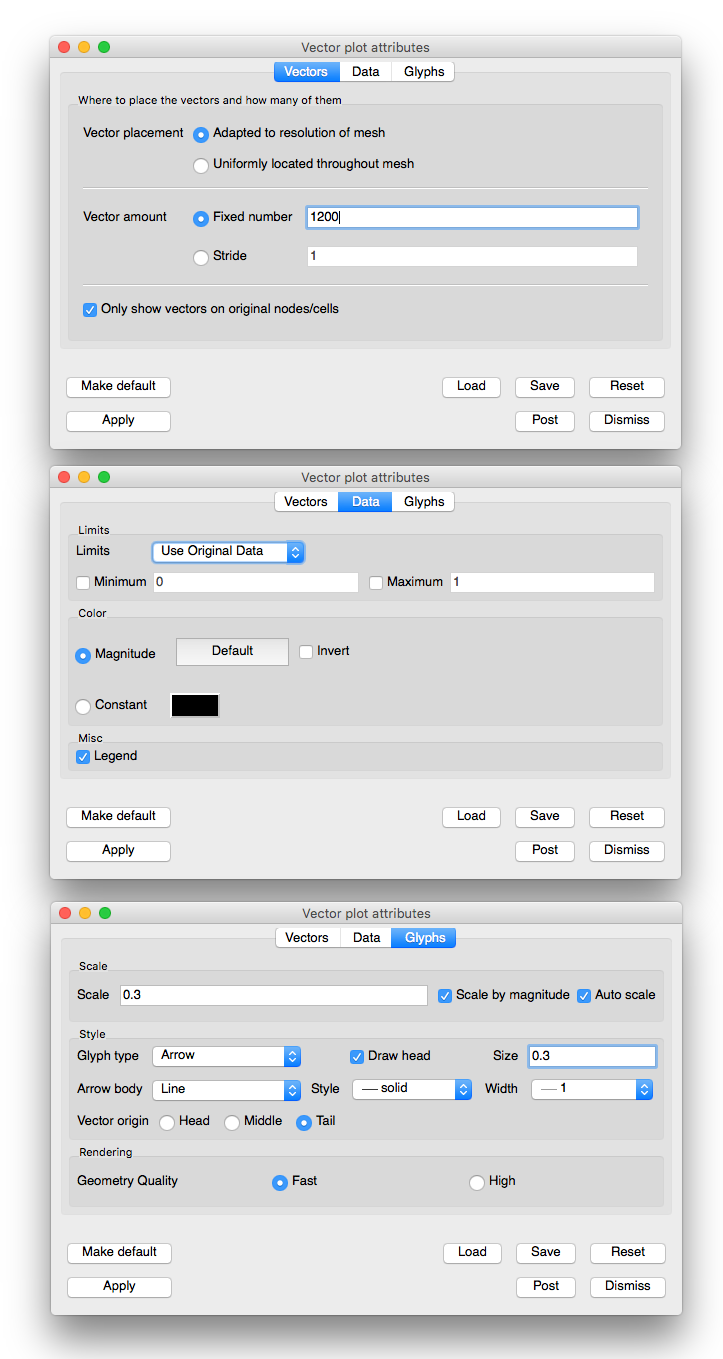 Vector plot attributes
Vectors Data Glyphs
Where to place the vectors and how many of them
Vector placement Adapted to resolution of mesh
Uniformly located throughout mesh
Vector amount Fixed number 1200
Stride 1
Only show vectors on original nodes/cells
Make default Load Save Reset
Apply Post Dismiss
Vector plot attributes
Vectors Data Glyphs
Limits
Limits Use Original Data
Minimum 0 Maximum 1
Color
Magnitude Default Invert
Constant
Misc
Legend
Make default Load Save Reset
Apply Post Dismiss
Vector plot attributes
Vectors Data Glyphs
Scale
Scale 0.3 Scale by magnitude Auto scale
Style
Glyph type Arrow Draw head Size 0.3
Arrow body Line Style solid Width 1
Vector origin Head Middle Tail
Rendering
Geometry Quality Fast High
Make default Load Save Reset
Apply Post Dismiss